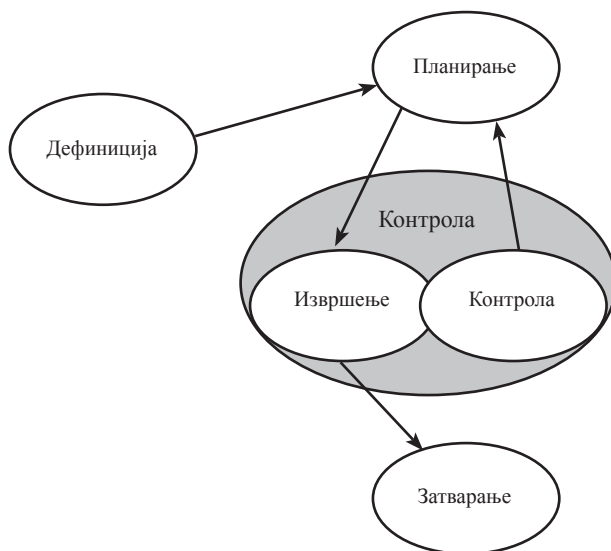 Планирање
Дефиниција
Контрола
Извршење
Контрола
Затварање